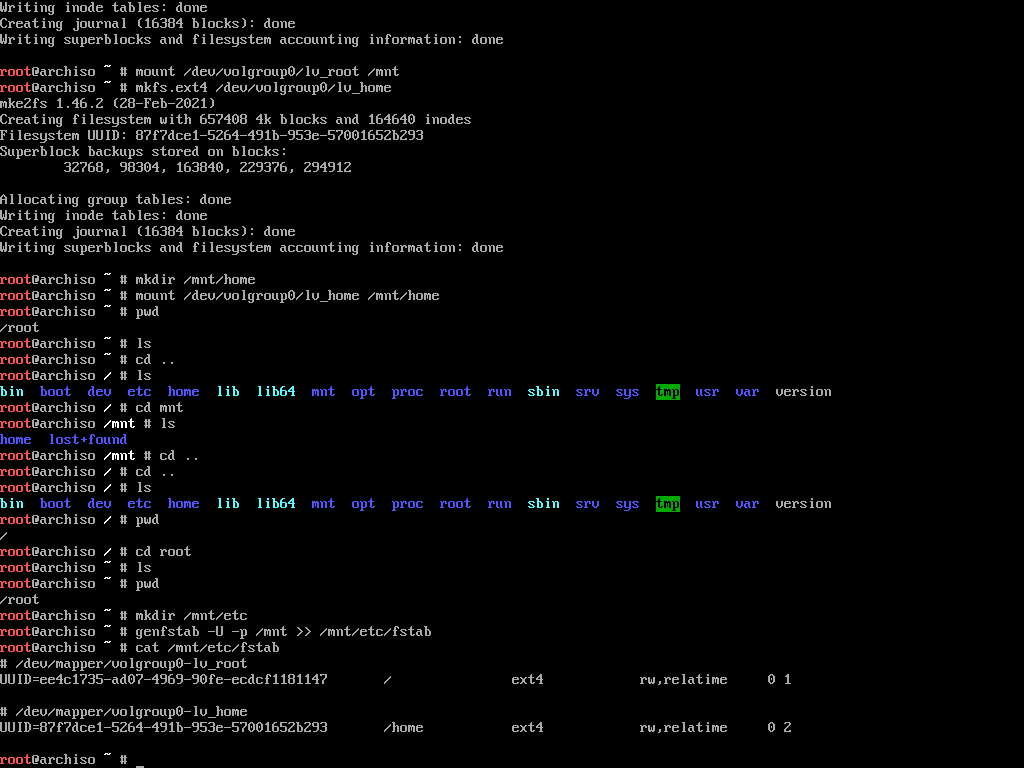 Writing inode tables: done
Creating journal (16384 blocks): done
Writing superblocks and filesystem accounting information: done
root@archiso ~ # mount /dev/volgroup0/lv_root /mnt
root@archiso ~ # mkfs.ext4 /dev/volgroup0/lv_home
mke2fs 1.46.2 (28-Feb-2021)
Creating filesystem with 657408 4k blocks and 164640 inodes
Filesystem UUID: 87f7dce1-5264-491b-953e-57001652b293
Superblock backups stored on blocks:
        32768, 98304, 163840, 229376, 294912
Allocating group tables: done
Writing inode tables: done
Creating journal (16384 blocks): done
Writing superblocks and filesystem accounting information: done
root@archiso ~ # mkdir /mnt/home
root@archiso ~ # mount /dev/volgroup0/lv_home /mnt/home
root@archiso ~ # pwd
/root
root@archiso ~ # ls
root@archiso ~ # cd ..
root@archiso / # ls
bin  boot  dev  etc  home  lib  lib64  mnt  opt  proc  root  run  sbin  srv  sys  tmp  usr  var  version
root@archiso / # cd mnt
root@archiso /mnt # ls
home  lost+found
root@archiso /mnt # cd ..
root@archiso / # cd ..
root@archiso / # ls
bin  boot  dev  etc  home  lib  lib64  mnt  opt  proc  root  run  sbin  srv  sys  tmp  usr  var  version
root@archiso / # pwd
/
root@archiso / # cd root
root@archiso ~ # ls
root@archiso ~ # pwd
/root
root@archiso ~ # mkdir /mnt/etc
root@archiso ~ # genfstab -U -p /mnt >> /mnt/etc/fstab
root@archiso ~ # cat /mnt/etc/fstab
# /dev/mapper/volgroup0-lv_root
UUID=ee4c1735-ad07-4969-90fe-ecdcf1181147       /               ext4            rw,relatime     0 1
# /dev/mapper/volgroup0-lv_home
UUID=87f7dce1-5264-491b-953e-57001652b293       /home           ext4            rw,relatime     0 2
root@archiso ~ # _